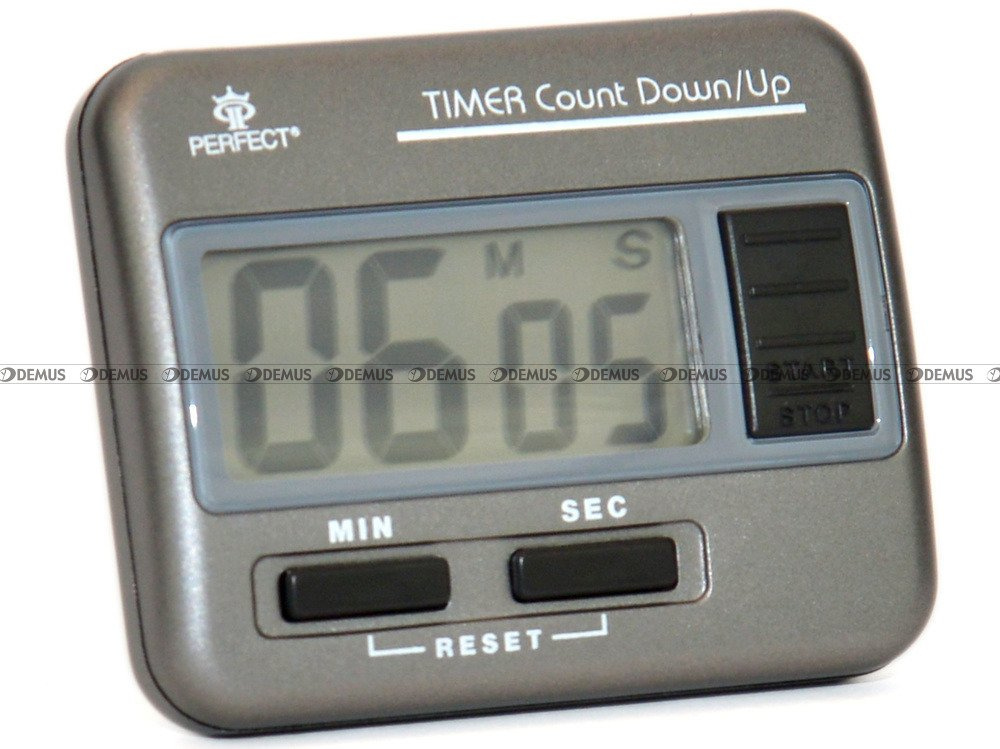 TIMER Count Down/Up
PERFECT®
M S
06 05
DEMUS DEMUS DEMUS DEMUS DEMUS DEMUS DEMUS DEMUS DEMUS DEMUS DEMUS DEMUS
START
STOP
MIN SEC
RESET